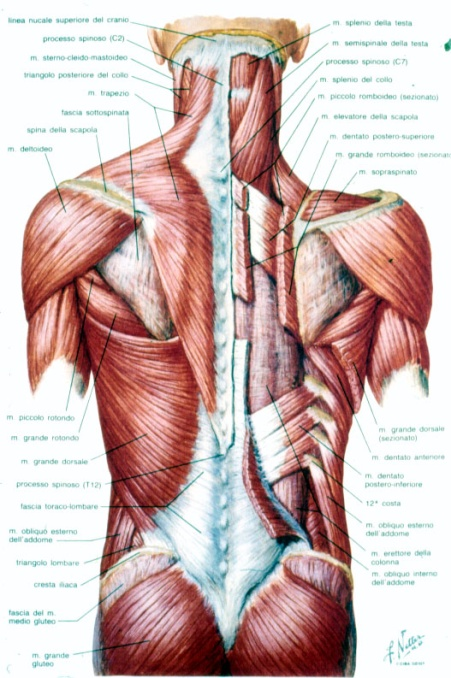 linea nucale superiore del cranio
processo spinoso (C2)
m. sterno-cleido-mastoideo
triangolo posteriore del collo
m. trapezio
fascia sottospinata
spina della scapola
m. deltoideo
m. piccolo rotondo
m. grande rotondo
m. grande dorsale
processo spinoso (T12)
fascia toraco-lombare
m. obliquo esterno
dell'addome
triangolo lombare
cresta iliaca
fascia del m.
medio gluteo
m. grande
gluteo
m. splenio della testa
m. semispinale della testa
processo spinoso (C7)
m. splenio del collo
m. piccolo romboideo (sezionato)
m. elevatore della scapola
m. dentato postero-superiore
m. grande romboideo (sezionato)
m. sopraspinato
m. grande dorsale
(sezionato)
m. dentato anteriore
m. dentato
postero-inferiore
12ª costa
m. obliquo esterno
dell'addome
m. erettore della
colonna
m. obliquo interno
dell'addome
f. Netter